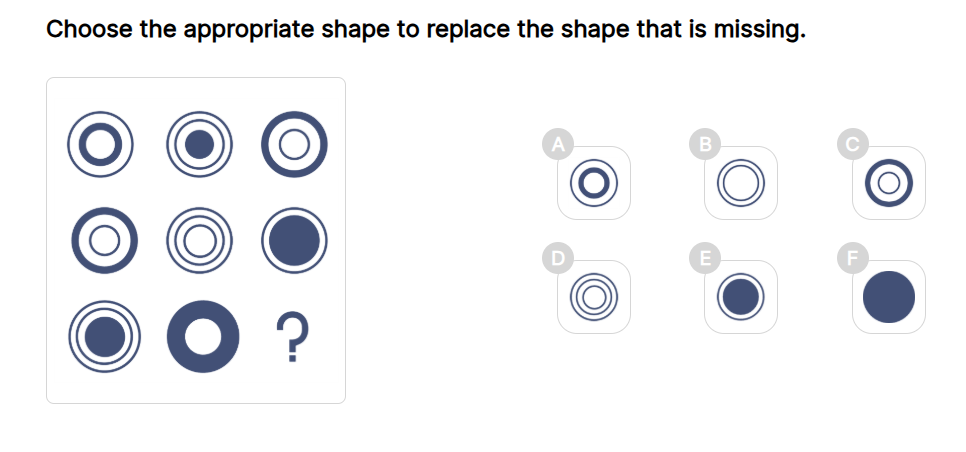 Choose the appropriate shape to replace the shape that is missing.
A B C
?
D E F